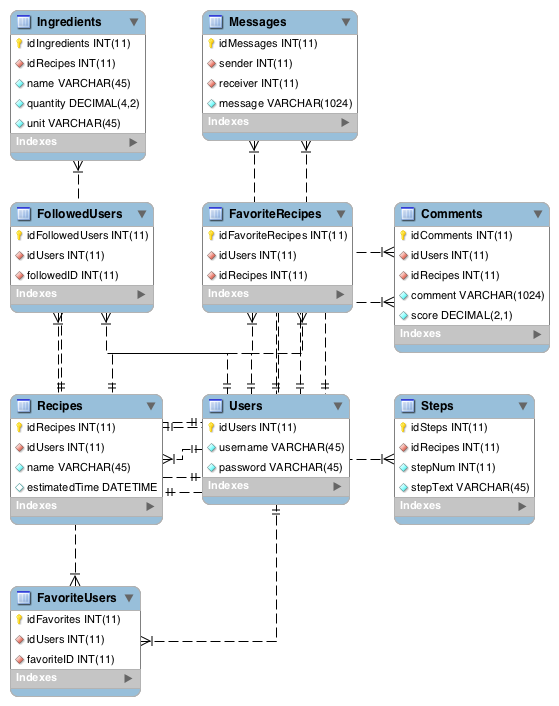 Ingredients
idIngredients INT(11)
idRecipes INT(11)
name VARCHAR(45)
quantity DECIMAL(4,2)
unit VARCHAR(45)
Indexes
Messages
idMessages INT(11)
sender INT(11)
receiver INT(11)
message VARCHAR(1024)
Indexes
FollowedUsers
idFollowedUsers INT(11)
idUsers INT(11)
followedID INT(11)
Indexes
FavoriteRecipes
idFavoriteRecipes INT(11)
idUsers INT(11)
idRecipes INT(11)
Indexes
Comments
idComments INT(11)
idUsers INT(11)
idRecipes INT(11)
comment VARCHAR(1024)
score DECIMAL(2,1)
Indexes
Recipes
idRecipes INT(11)
idUsers INT(11)
name VARCHAR(45)
estimatedTime DATETIME
Indexes
Users
idUsers INT(11)
username VARCHAR(45)
password VARCHAR(45)
Indexes
Steps
idSteps INT(11)
idRecipes INT(11)
stepNum INT(11)
stepText VARCHAR(45)
Indexes
FavoriteUsers
idFavorites INT(11)
idUsers INT(11)
favoriteID INT(11)
Indexes